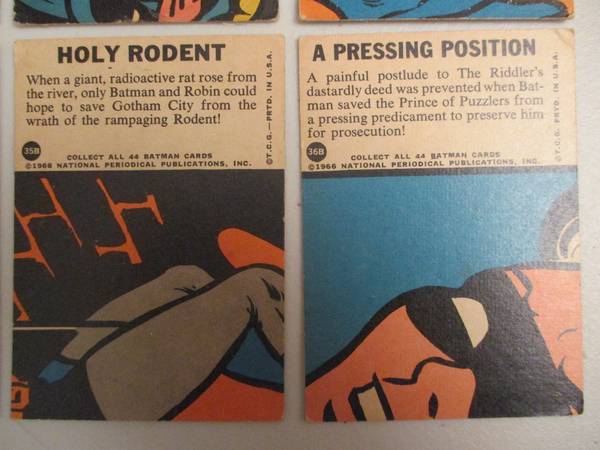 HOLY RODENT
When a giant, radioactive rat rose from
the river, only Batman and Robin could
hope to save Gotham City from the
wrath of the rampaging Rodent!
35B
COLLECT ALL 44 BATMAN CARDS
©1966 NATIONAL PERIODICAL PUBLICATIONS, INC.
©T.C.G.—PRTD. IN U.S.A.
A PRESSING POSITION
A painful postlude to The Riddler's
dastardly deed was prevented when Bat-
man saved the Prince of Puzzlers from
a pressing predicament to preserve him
for prosecution!
36B
COLLECT ALL 44 BATMAN CARDS
©1966 NATIONAL PERIODICAL PUBLICATIONS, INC.
©T.C.G.—PRTD. IN U.S.A.